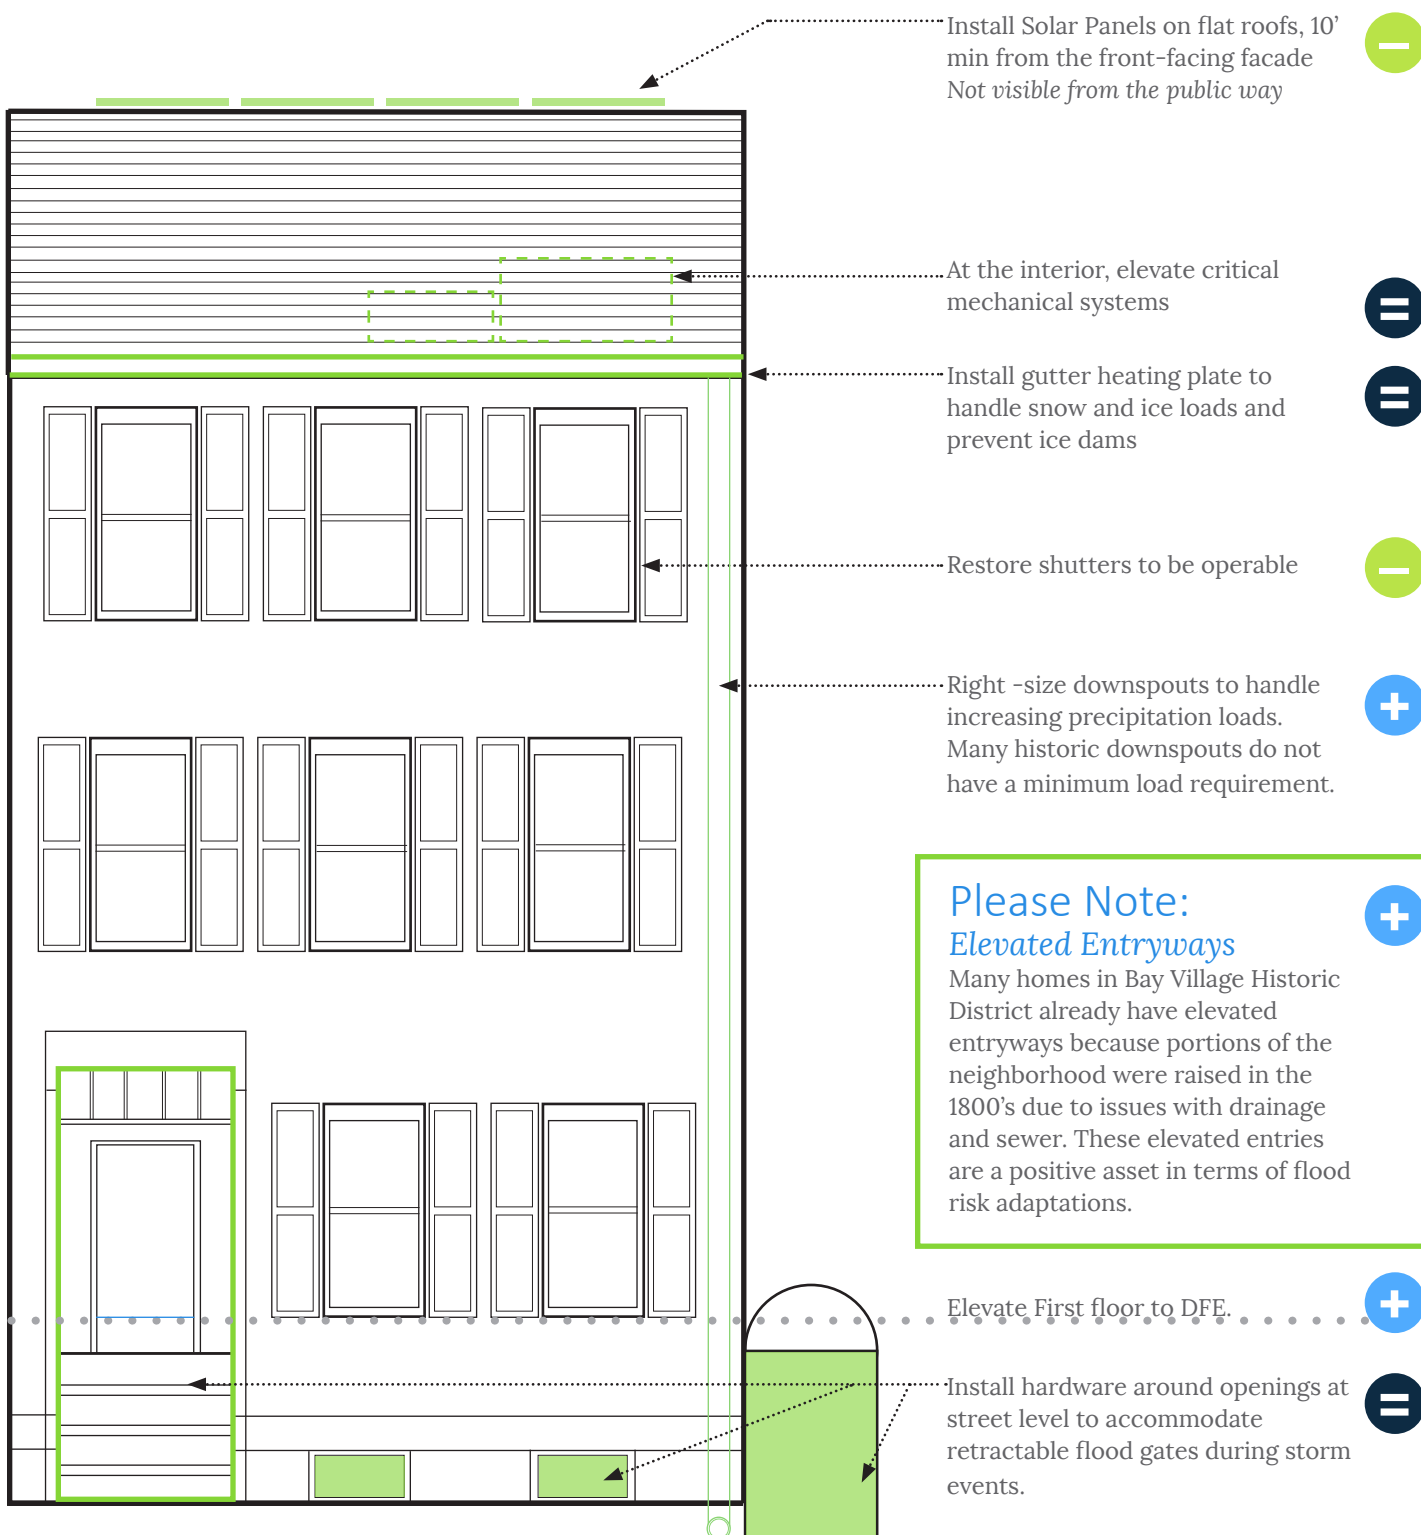 Install Solar Panels on flat roofs, 10’
min from the front-facing facade
Not visible from the public way
At the interior, elevate critical
mechanical systems
Install gutter heating plate to
handle snow and ice loads and
prevent ice dams
Restore shutters to be operable
Right -size downspouts to handle
increasing precipitation loads.
Many historic downspouts do not
have a minimum load requirement.
Please Note:
Elevated Entryways
Many homes in Bay Village Historic
District already have elevated
entryways because portions of the
neighborhood were raised in the
1800’s due to issues with drainage
and sewer. These elevated entries
are a positive asset in terms of flood
risk adaptations.
Elevate First floor to DFE.
Install hardware around openings at
street level to accommodate
retractable flood gates during storm
events.